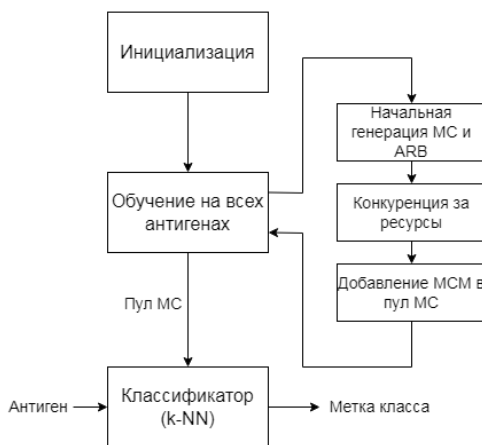 Инициализация
Начальная
генерация МС и
ARB
Обучение на всех
антигенах
Конкуренция за
ресурсы
Добавление МСМ в
пул МС
Пул МС
Антиген
Классификатор
(k-NN)
Метка класса